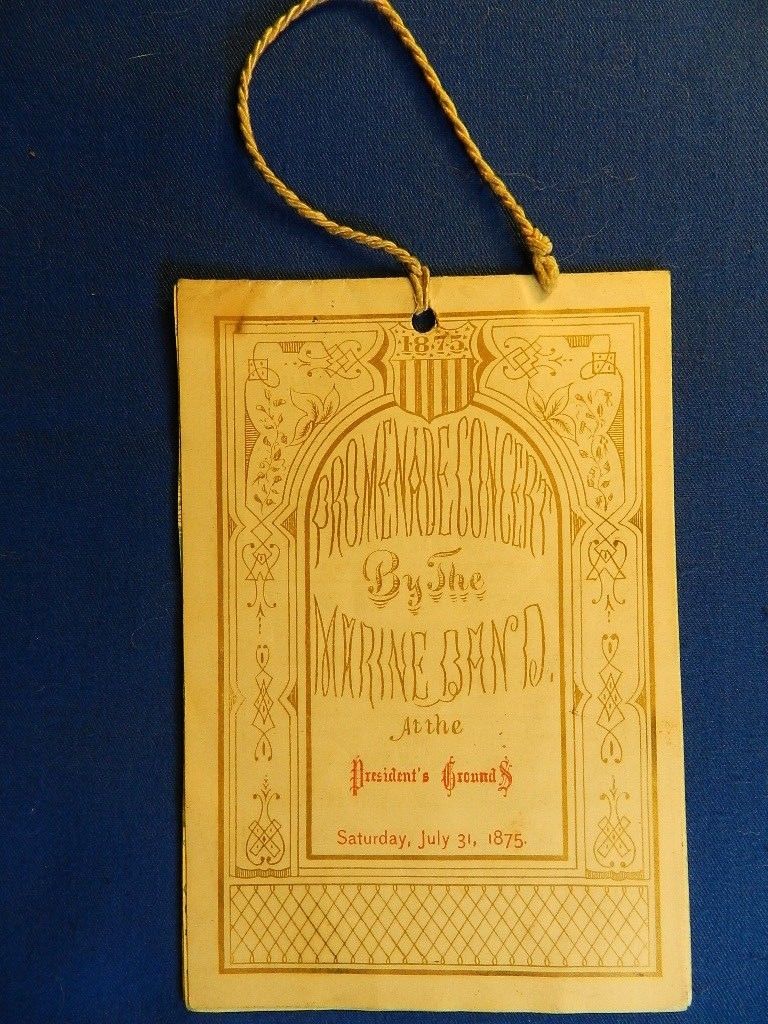 1875
PROMENADE CONCERT
By The
MARINE BAND.
At the
President's Grounds
Saturday, July 31, 1875.